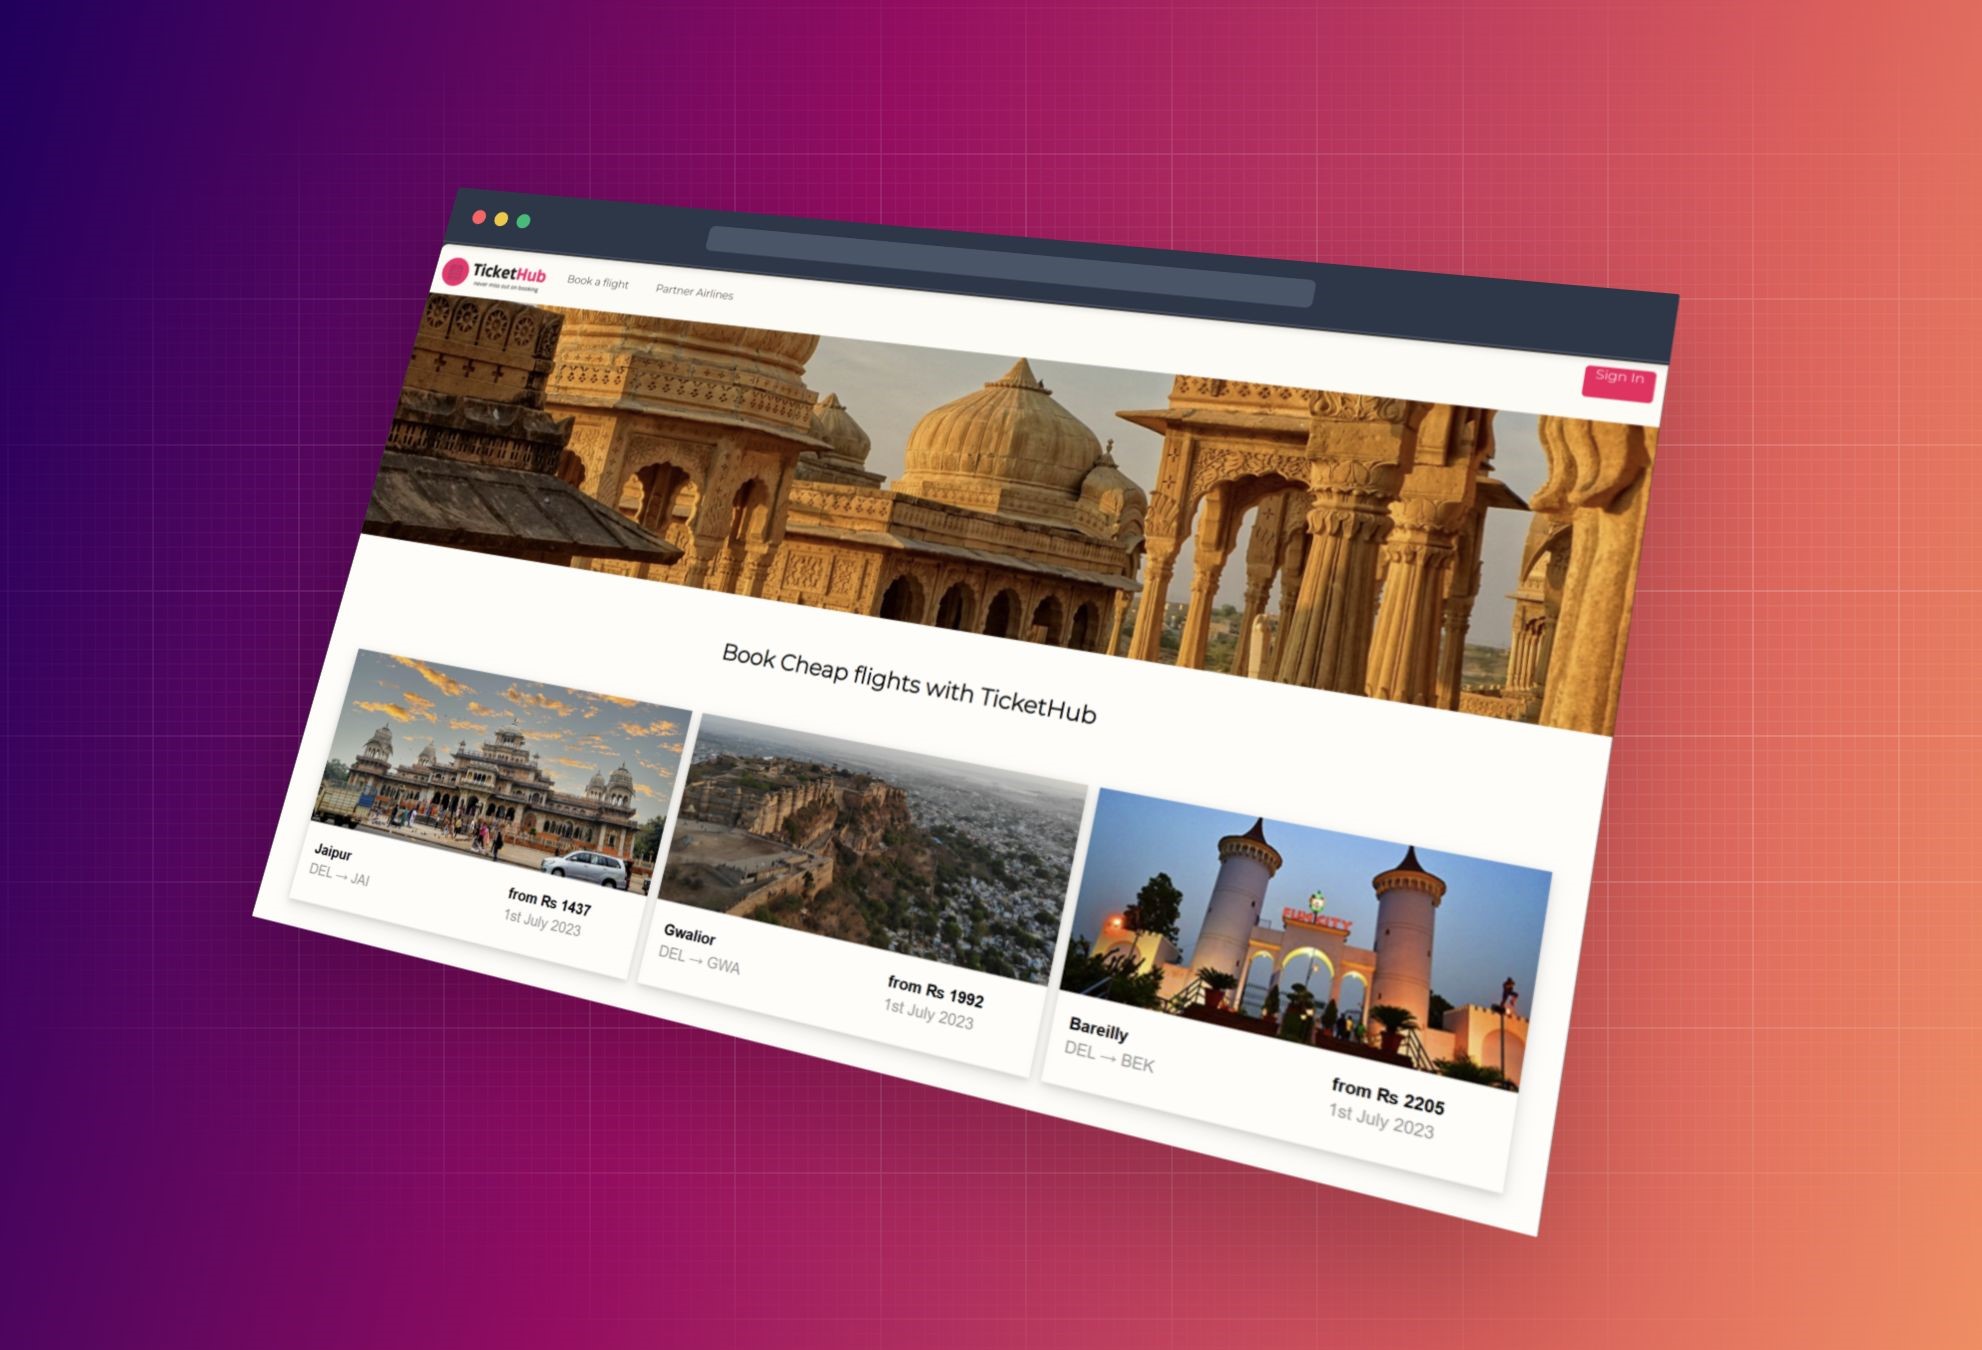 TicketHub
never miss out on booking
Book a flight
Partner Airlines
Sign In
Book Cheap flights with TicketHub
Jaipur
DEL → JAI
from Rs 1437
1st July 2023
Gwalior
DEL → GWA
from Rs 1992
1st July 2023
FUN CITY
Bareilly
DEL → BEK
from Rs 2205
1st July 2023